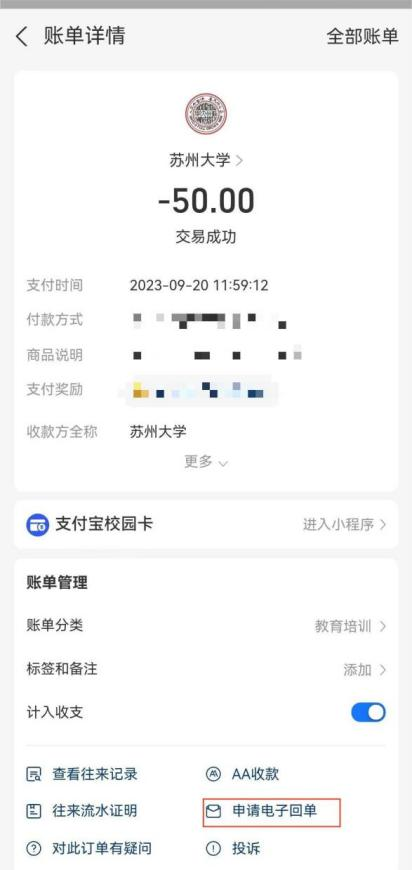 账单详情 全部账单
苏州大学
-50.00
交易成功
支付时间 2023-09-20 11:59:12
付款方式
商品说明
支付奖励
收款方全称 苏州大学
更多
支付宝校园卡 进入小程序
账单管理
账单分类 教育培训
标签和备注 添加
计入收支
查看往来记录 AA收款
往来流水证明 申请电子回单
对此订单有疑问 投诉